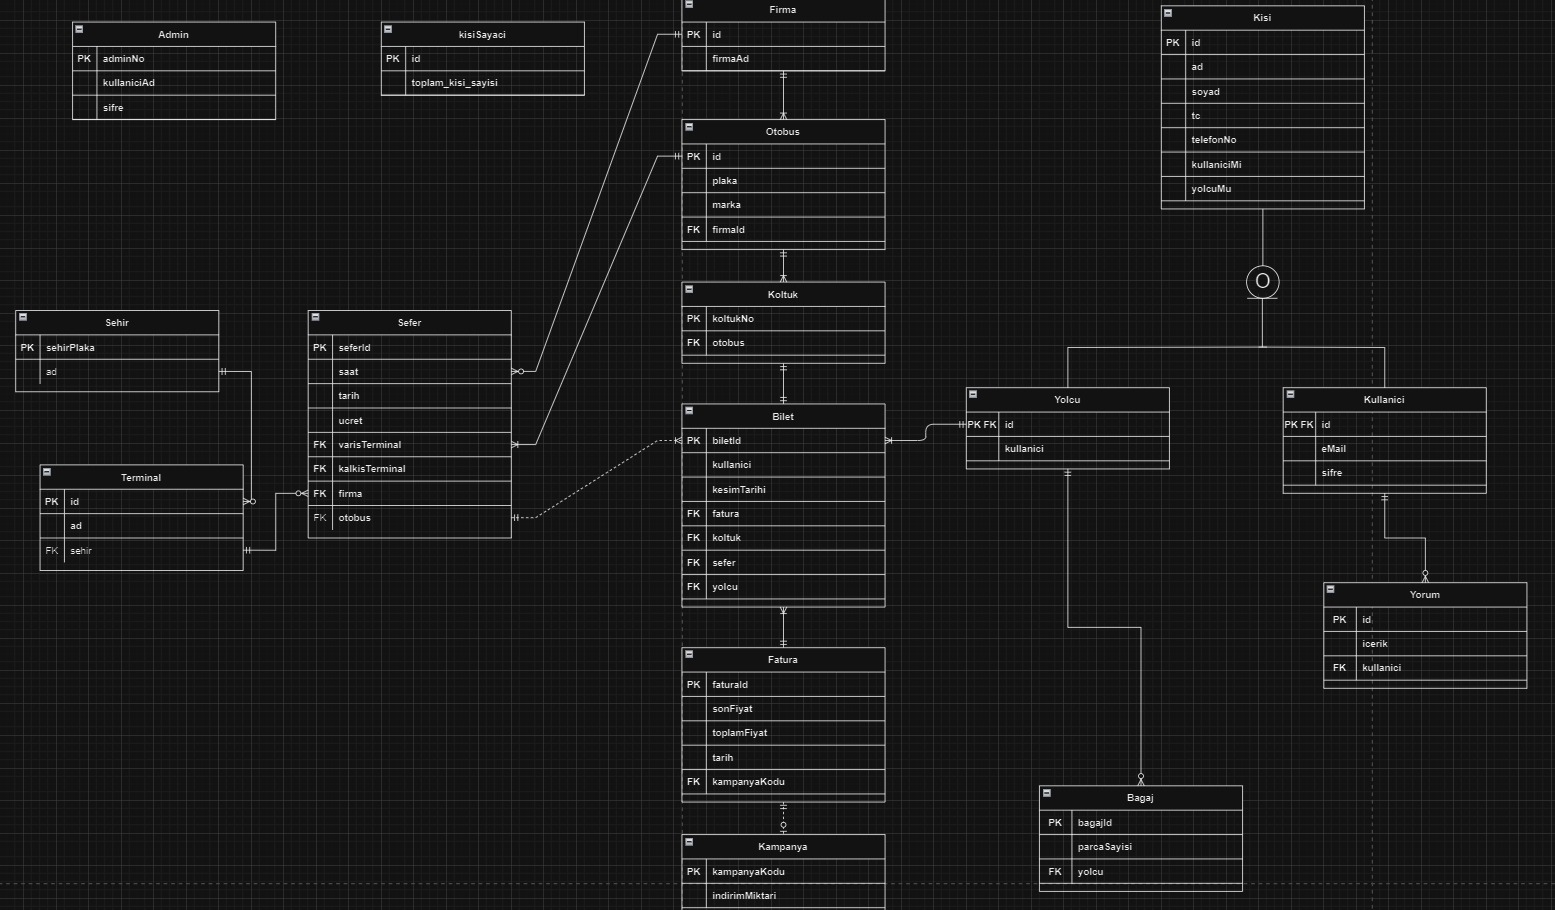 Admin
PK adminNo
kullaniciAd
sifre
kisiSayaci
PK id
toplam_kisi_sayisi
Firma
PK id
firmaAd
Otobus
PK id
plaka
marka
FK firmaId
Koltuk
PK koltukNo
FK otobus
Bilet
PK biletId
kullanici
kesimTarihi
FK fatura
FK koltuk
FK sefer
FK yolcu
Fatura
PK faturaId
sonFiyat
toplamFiyat
tarih
FK kampanyaKodu
Kampanya
PK kampanyaKodu
indirimMiktari
Sehir
PK sehirPlaka
ad
Terminal
PK id
ad
FK sehir
Sefer
PK seferId
saat
tarih
ucret
FK varisTerminal
FK kalkisTerminal
FK firma
FK otobus
Kisi
PK id
ad
soyad
tc
telefonNo
kullaniciMi
yolcuMu
O
Yolcu
PK FK id
kullanici
Kullanici
PK FK id
eMail
sifre
Yorum
PK id
icerik
FK kullanici
Bagaj
PK bagajId
parcaSayisi
FK yolcu